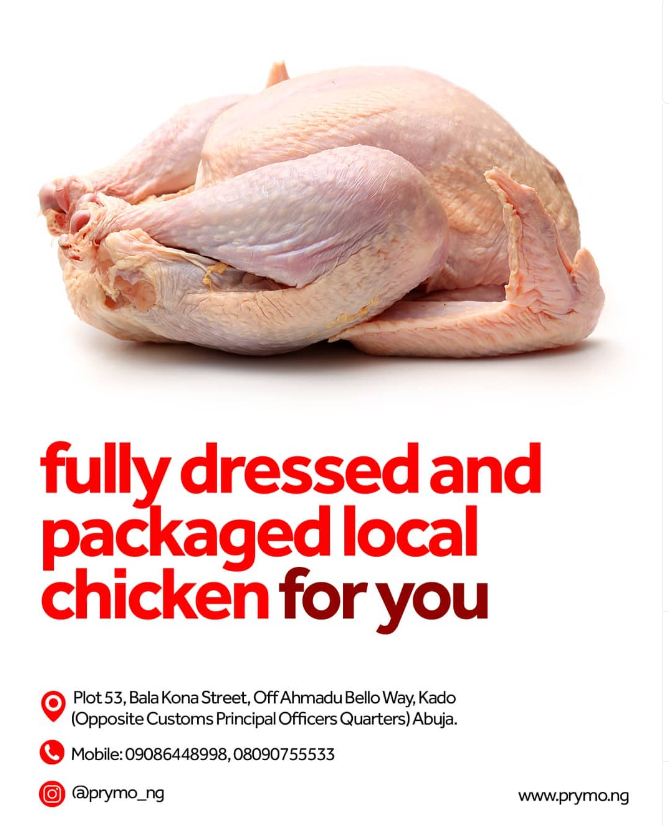 fully dressed and
packaged local
chicken for you
Plot 53, Bala Kona Street, Off Ahmadu Bello Way, Kado
(Opposite Customs Principal Officers Quarters) Abuja.
Mobile: 09086448998, 08090755533
@prymo_ng
www.prymo.ng